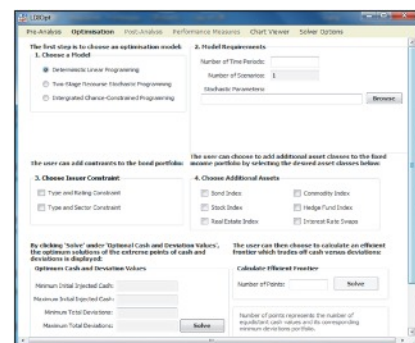 LDIOpt
Pre-Analysis Optimisation Post-Analysis Performance Measures Chart Viewer Solver Options
The first step is to choose an optimisation model:
1. Choose a Model
Deterministic Linear Programming
Two-Stage Recourse Stochastic Programming
Intergrated Chance-Constrained Programming
2. Model Requirements
Number of Time Periods:
Number of Scenarios: 1
Stochastic Parameters:
Browse
The user can add contraints to the bond portfolio:
3. Choose Issuer Constraint
Type and Rating Constraint
Type and Sector Constraint
The user can choose to add additional asset classes to the fixed
income portfolio by selecting the desired asset classes below:
4. Choose Additional Assets
Bond Index Commodity Index
Stock Index Hedge Fund Index
Real Estate Index Interest Rate Swaps
By clicking 'Solve' under 'Optimal Cash and Deviation Values',
the optimum solutions of the extreme points of cash and
deviations is displayed:
Optimum Cash and Deviation Values
Minimum Initial Injected Cash:
Maximum Initial Injected Cash:
Minimum Total Deviations:
Maximum Total Deviations:
Solve
The user can then choose to calculate an efficient
frontier which trades-off cash versus deviations:
Calculate Efficient Frontier
Number of Points: Solve
Number of points represents the number of
equidistant cash values and its corresponding
minimum deviations portfolio.